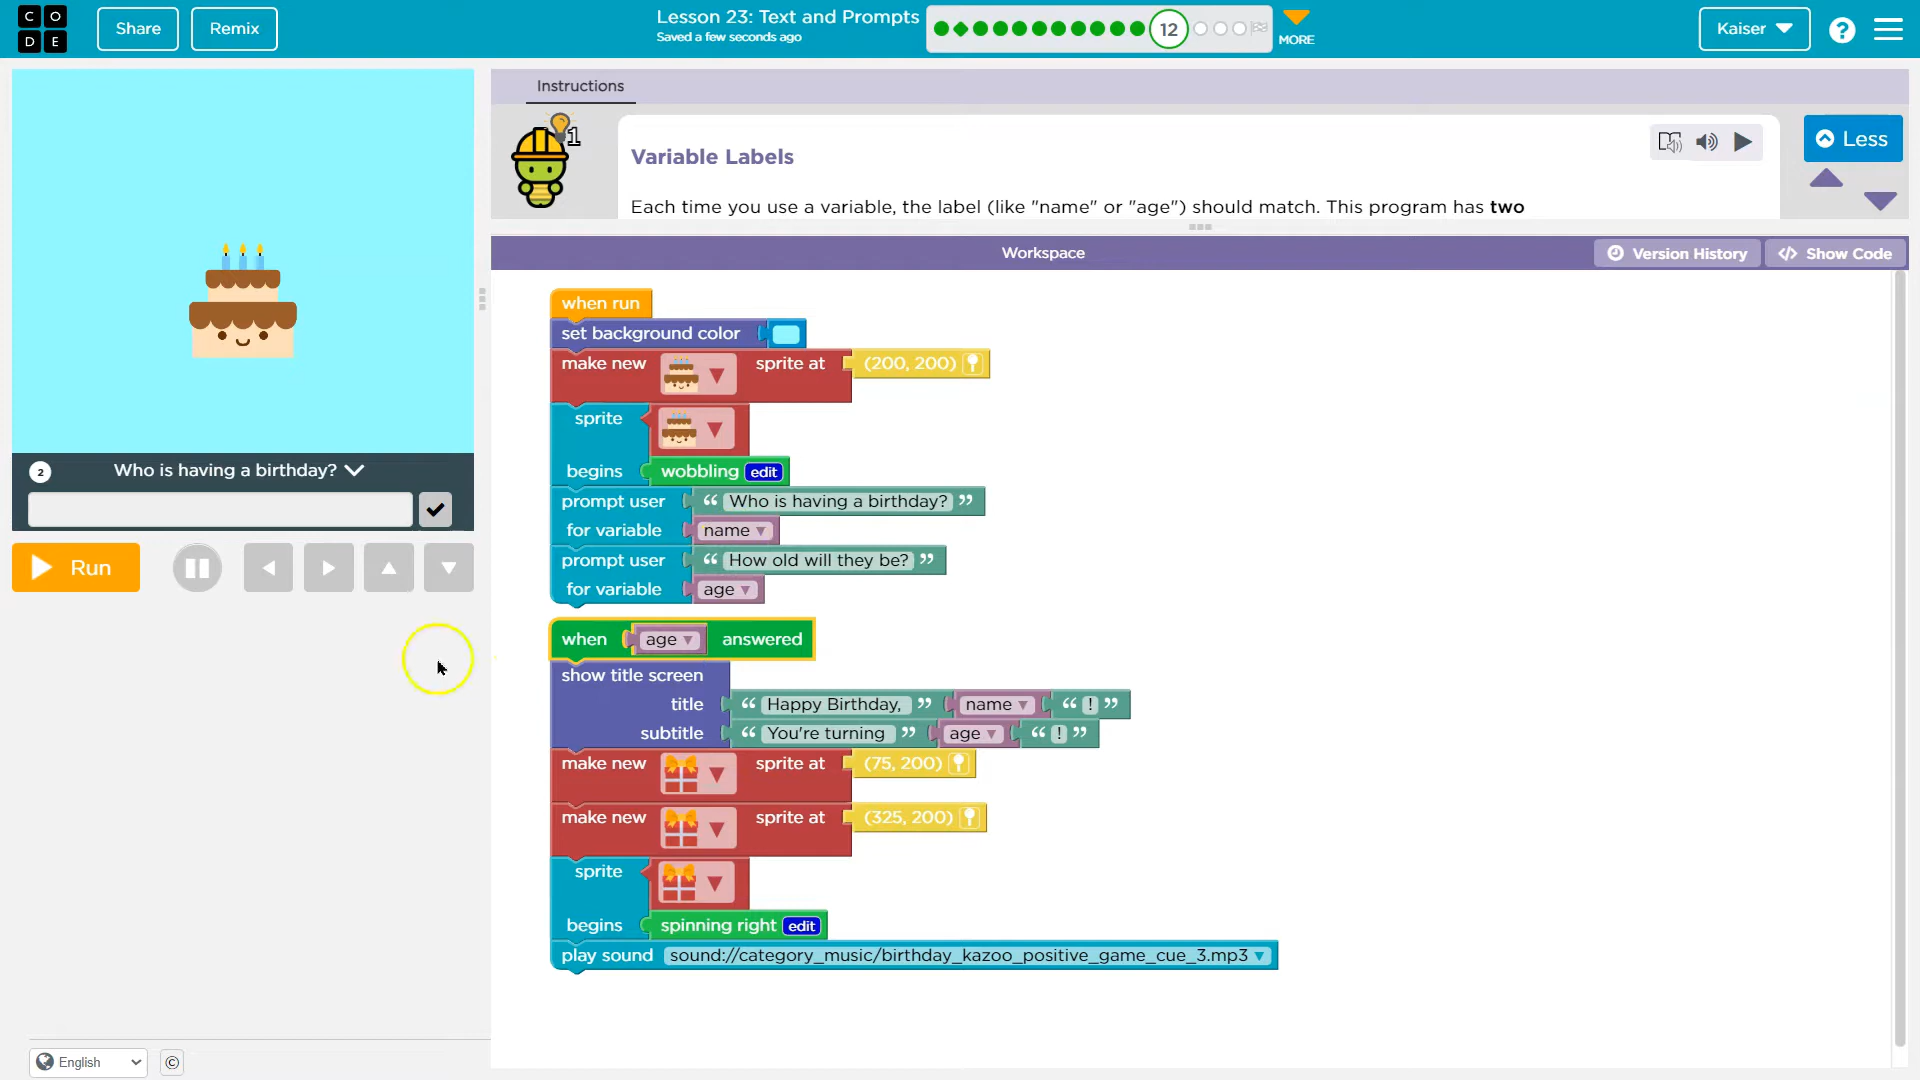 C O
D E
Share
Remix
Lesson 23: Text and Prompts
Saved a few seconds ago
12
MORE
Kaiser
?
Instructions
1
Variable Labels
Less
Each time you use a variable, the label (like "name" or "age") should match. This program has two
Workspace
Version History
Show Code
when run
set background color
make new sprite at (200, 200)
sprite
begins wobbling edit
2 Who is having a birthday?
prompt user “ Who is having a birthday? ”
for variable name
prompt user “ How old will they be? ”
for variable age
Run
when age answered
show title screen
title “ Happy Birthday, ” name “ ! ”
subtitle “ You're turning ” age “ ! ”
make new sprite at (75, 200)
make new sprite at (325, 200)
sprite
begins spinning right edit
play sound sound://category_music/birthday_kazoo_positive_game_cue_3.mp3
English
©